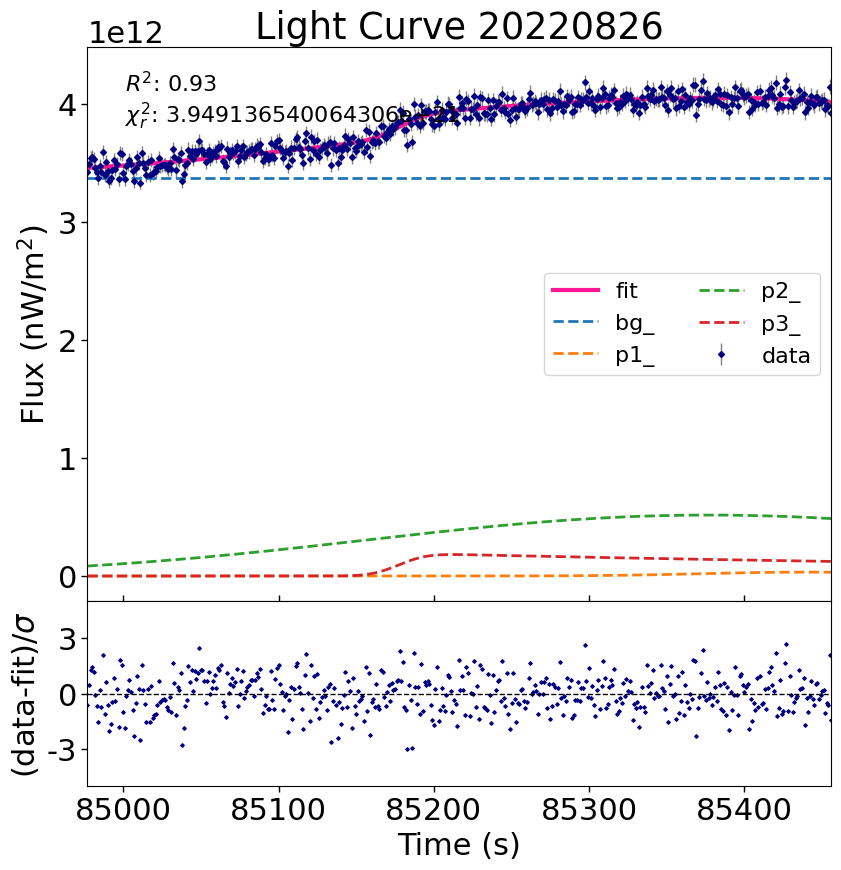 Light Curve 20220826
1e12
R²: 0.93
χ²ᵣ: 3.949136540064306e+21
4
3
2
1
0
Flux (nW/m²)
fit
bg_
p1_
p2_
p3_
data
3
0
-3
(data-fit)/σ
85000 85100 85200 85300 85400
Time (s)